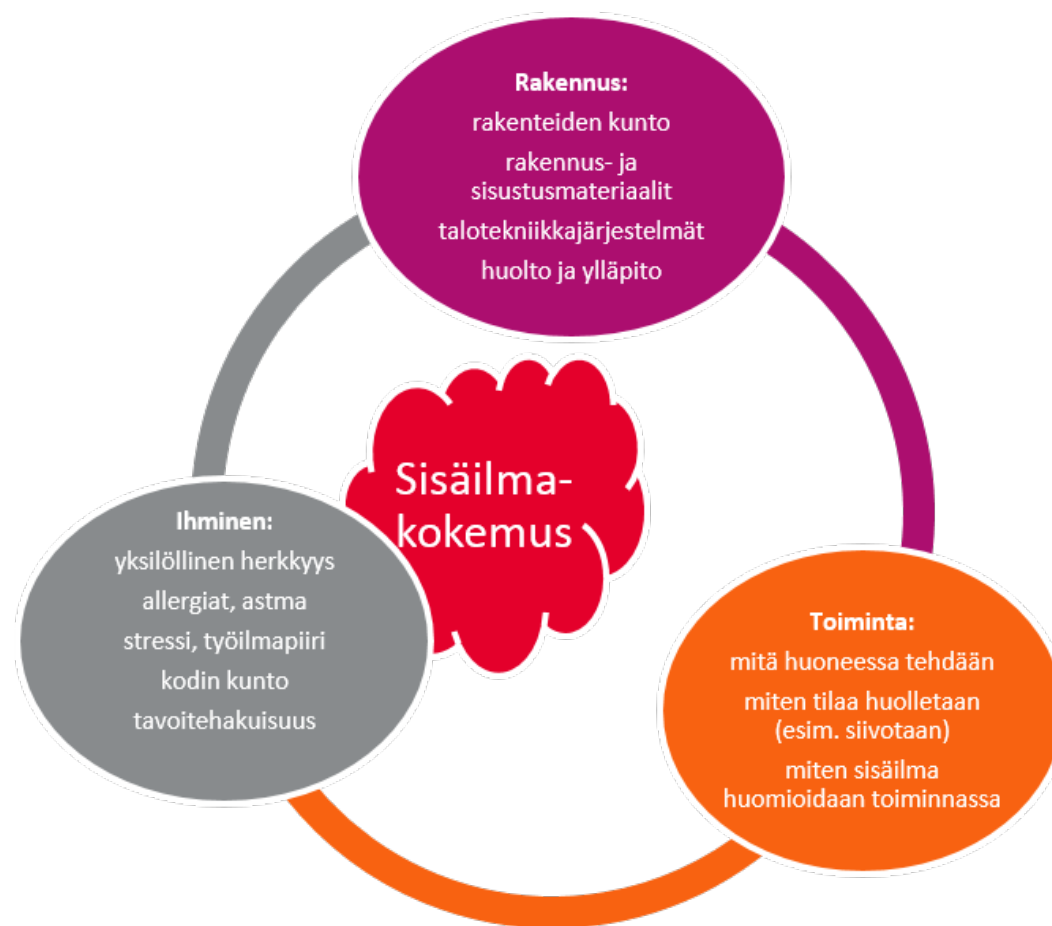 Rakennus:
rakenteiden kunto
rakennus- ja
sisustusmateriaalit
talotekniikkajärjestelmät
huolto ja ylläpito
Sisäilma-
kokemus
Ihminen:
yksilöllinen herkkyys
allergiat, astma
stressi, työilmapiiri
kodin kunto
tavoitehakuisuus
Toiminta:
mitä huoneessa tehdään
miten tilaa huolletaan
(esim. siivotaan)
miten sisäilma
huomioidaan toiminnassa